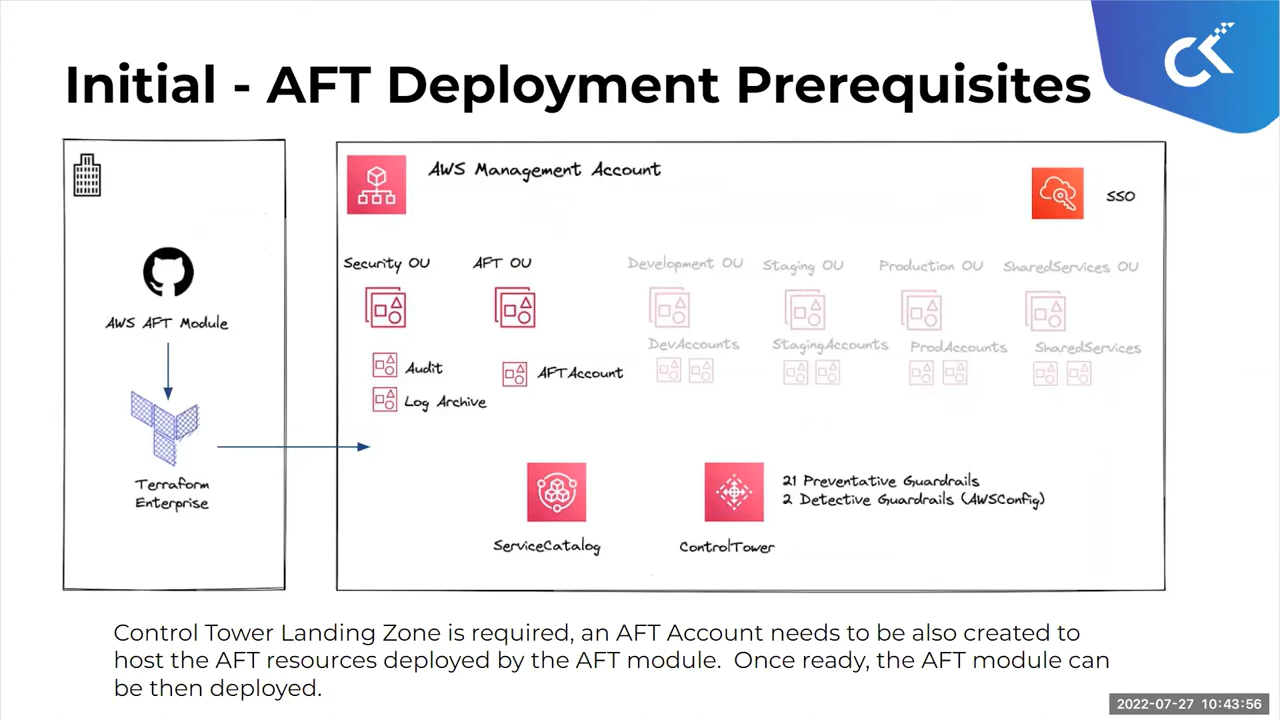 Initial - AFT Deployment Prerequisites
CK
AWS Management Account
SSO
Security OU
AFT OU
Development OU
Staging OU
Production OU
SharedServices OU
AWS AFT Module
DevAccounts
StagingAccounts
ProdAccounts
SharedServices
Audit
AFTAccount
Log Archive
Terraform
Enterprise
21 Preventative Guardrails
2 Detective Guardrails (AWSConfig)
ServiceCatalog
ControlTower
Control Tower Landing Zone is required, an AFT Account needs to be also created to
host the AFT resources deployed by the AFT module. Once ready, the AFT module can
be then deployed.
2022-07-27 10:43:56